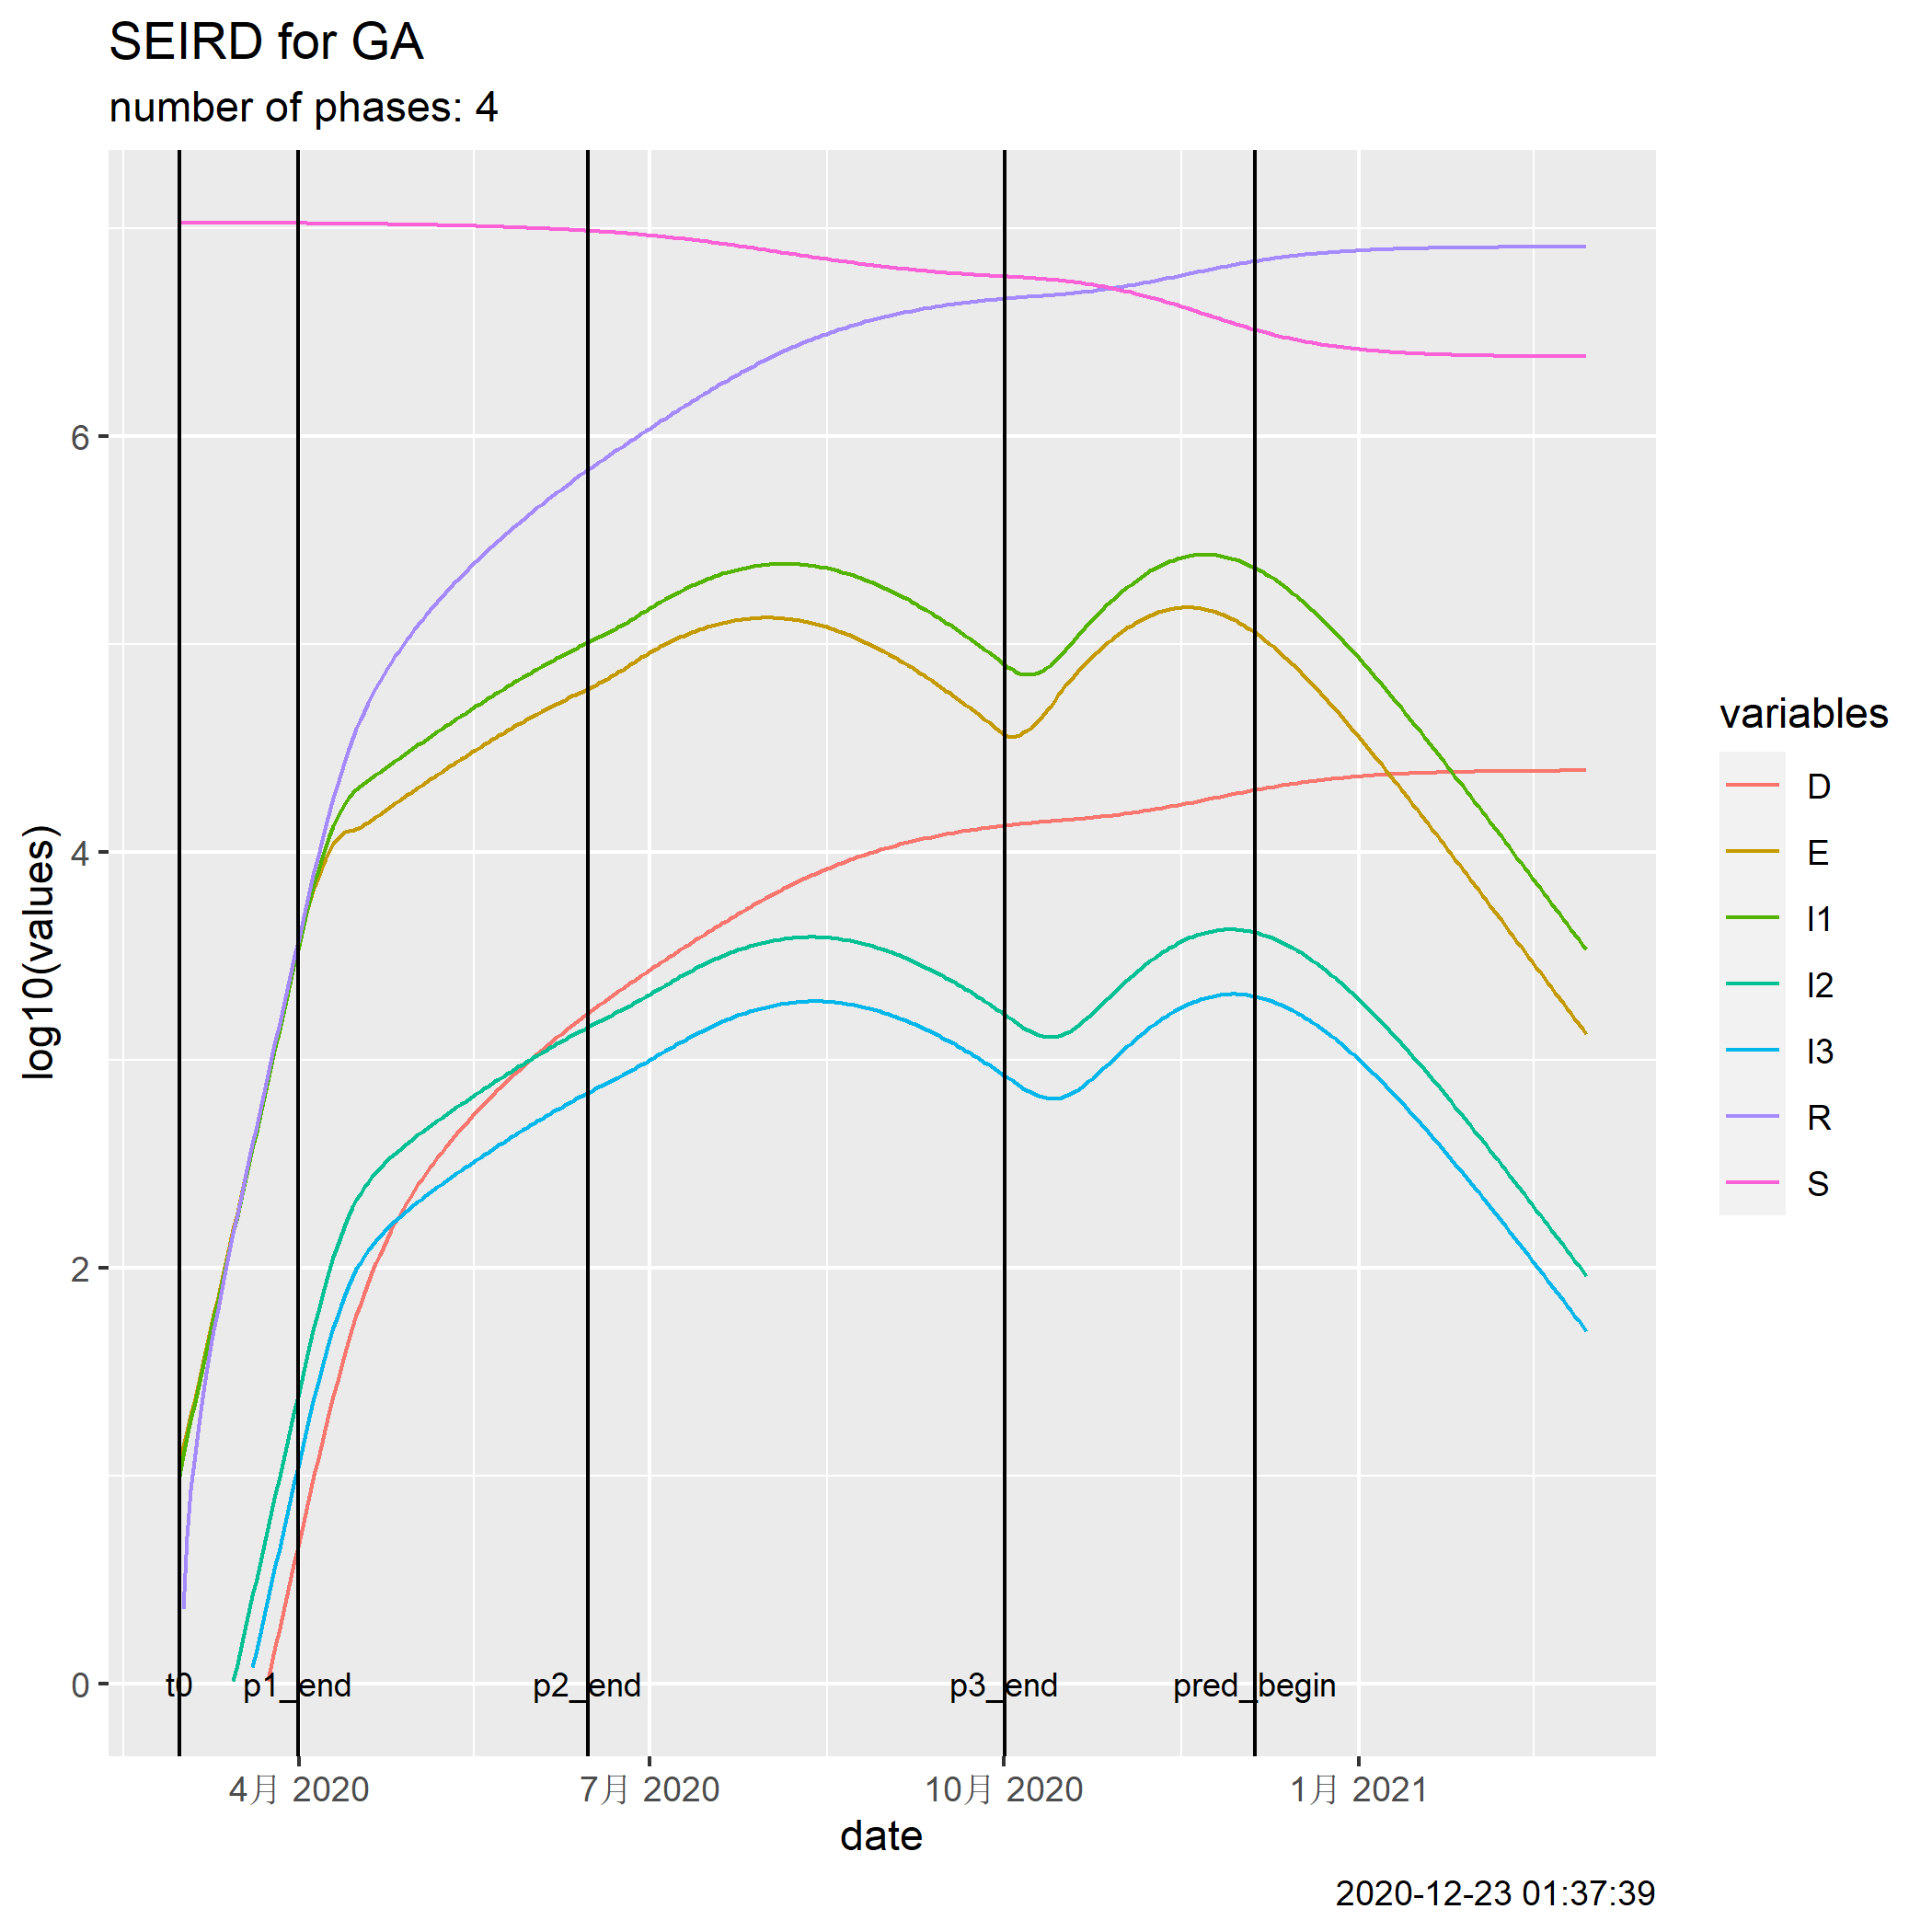 SEIRD for GA
number of phases: 4
log10(values)
6
4
2
0
t0
p1_end
p2_end
p3_end
pred_begin
4月 2020
7月 2020
10月 2020
1月 2021
date
variables
D
E
I1
I2
I3
R
S
2020-12-23 01:37:39